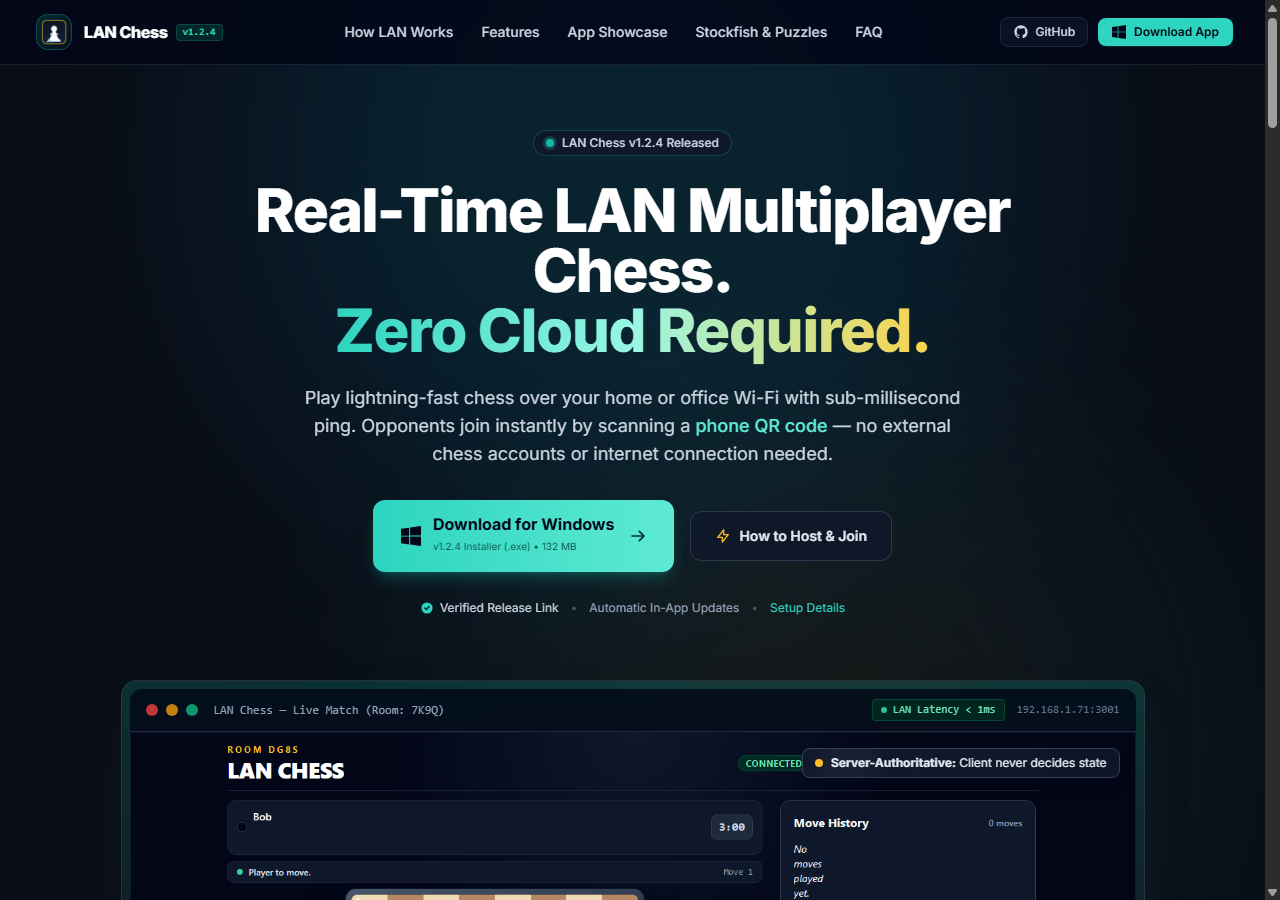 LAN Chess v1.2.4 How LAN Works Features App Showcase Stockfish & Puzzles FAQ GitHub Download App
LAN Chess v1.2.4 Released
Real-Time LAN Multiplayer
Chess.
Zero Cloud Required.
Play lightning-fast chess over your home or office Wi-Fi with sub-millisecond
ping. Opponents join instantly by scanning a phone QR code — no external
chess accounts or internet connection needed.
Download for Windows
v1.2.4 Installer (.exe) • 132 MB
How to Host & Join
Verified Release Link • Automatic In-App Updates • Setup Details
LAN Chess — Live Match (Room: 7K9Q) LAN Latency < 1ms 192.168.1.71:3001
ROOM DG8S
LAN CHESS
CONNECTED
Server-Authoritative: Client never decides state
Bob
3:00
Player to move. Move 1
Move History 0 moves
No
moves
played
yet.